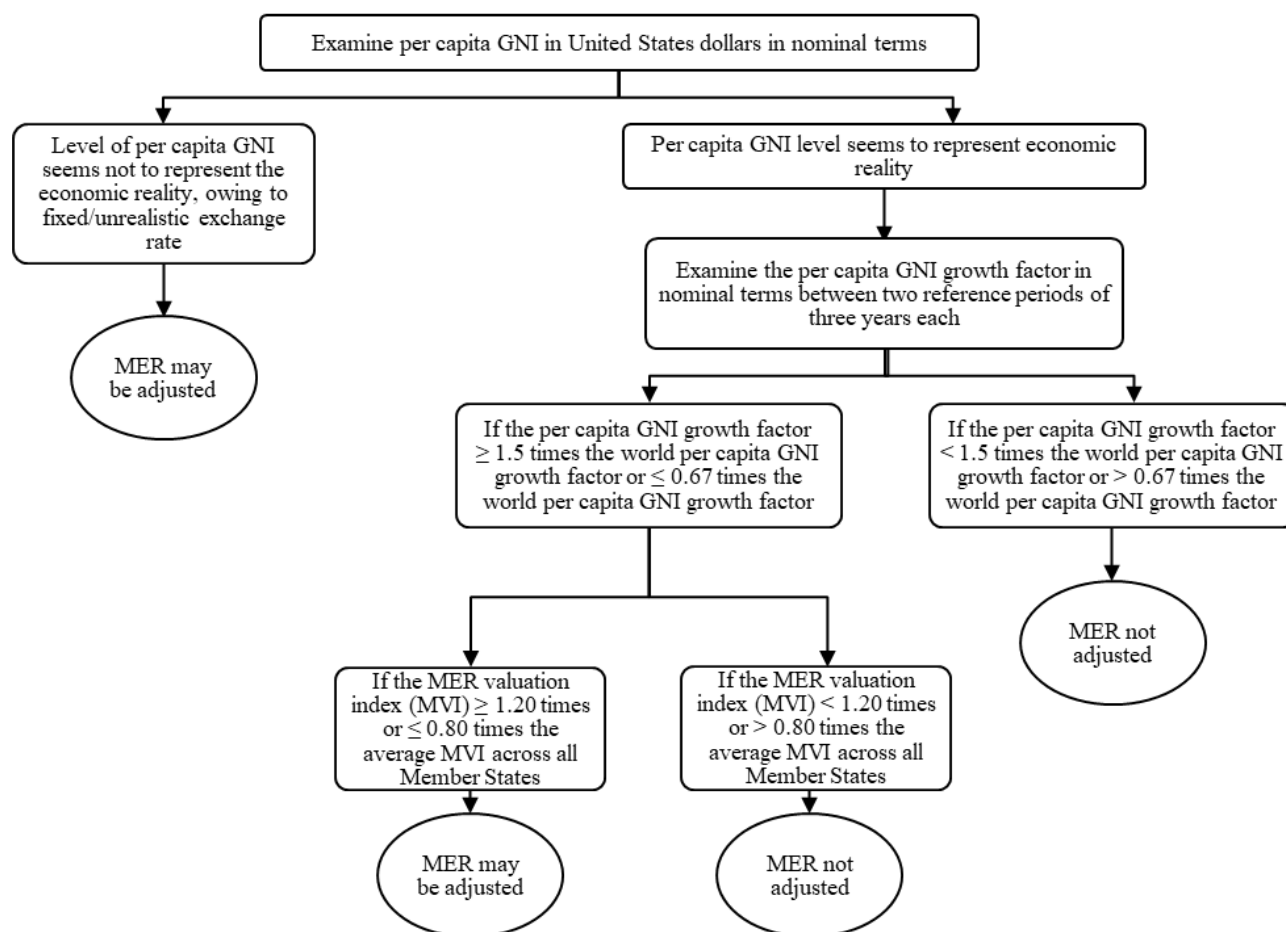 Examine per capita GNI in United States dollars in nominal terms
Level of per capita GNI
seems not to represent the
economic reality, owing to
fixed/unrealistic exchange
rate
Per capita GNI level seems to represent economic
reality
Examine the per capita GNI growth factor in
nominal terms between two reference periods of
three years each
MER may
be adjusted
If the per capita GNI growth factor
≥ 1.5 times the world per capita GNI
growth factor or ≤ 0.67 times the
world per capita GNI growth factor
If the per capita GNI growth factor
< 1.5 times the world per capita GNI
growth factor or > 0.67 times the
world per capita GNI growth factor
MER not
adjusted
If the MER valuation
index (MVI) ≥ 1.20 times
or ≤ 0.80 times the
average MVI across all
Member States
If the MER valuation
index (MVI) < 1.20 times
or > 0.80 times the
average MVI across all
Member States
MER may
be adjusted
MER not
adjusted